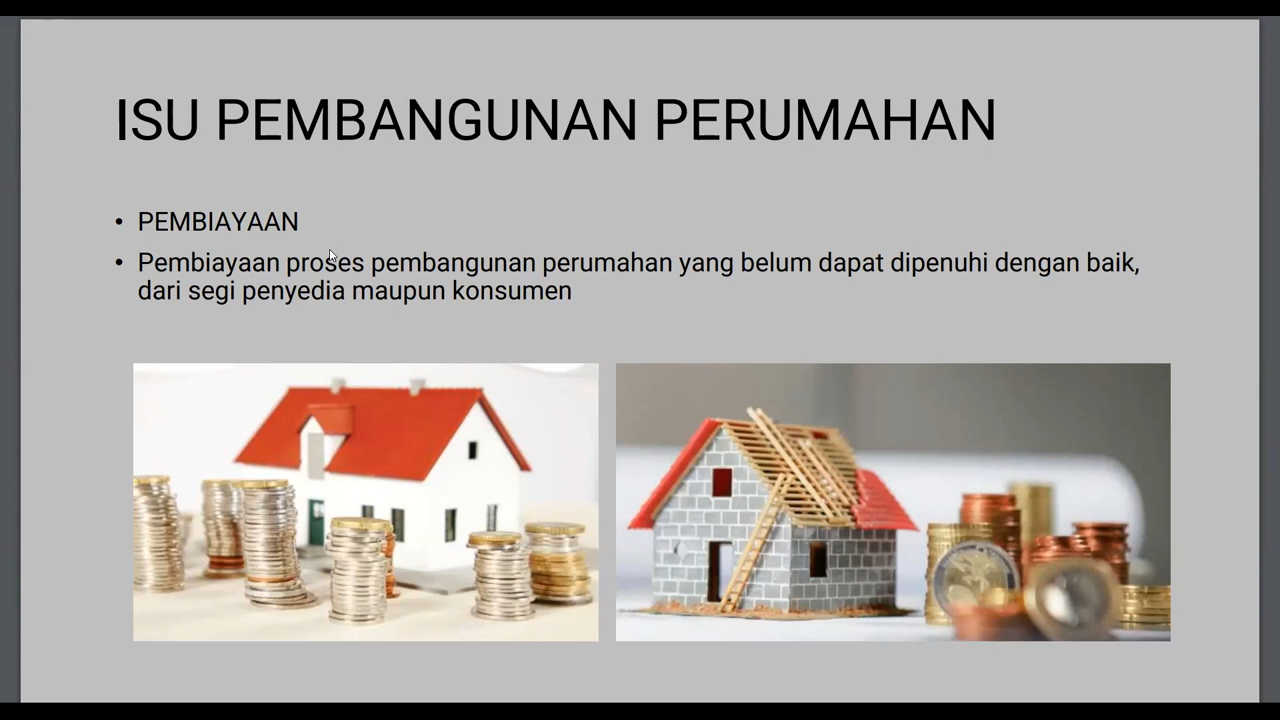 ISU PEMBANGUNAN PERUMAHAN
• PEMBIAYAAN
• Pembiayaan proses pembangunan perumahan yang belum dapat dipenuhi dengan baik,
dari segi penyedia maupun konsumen